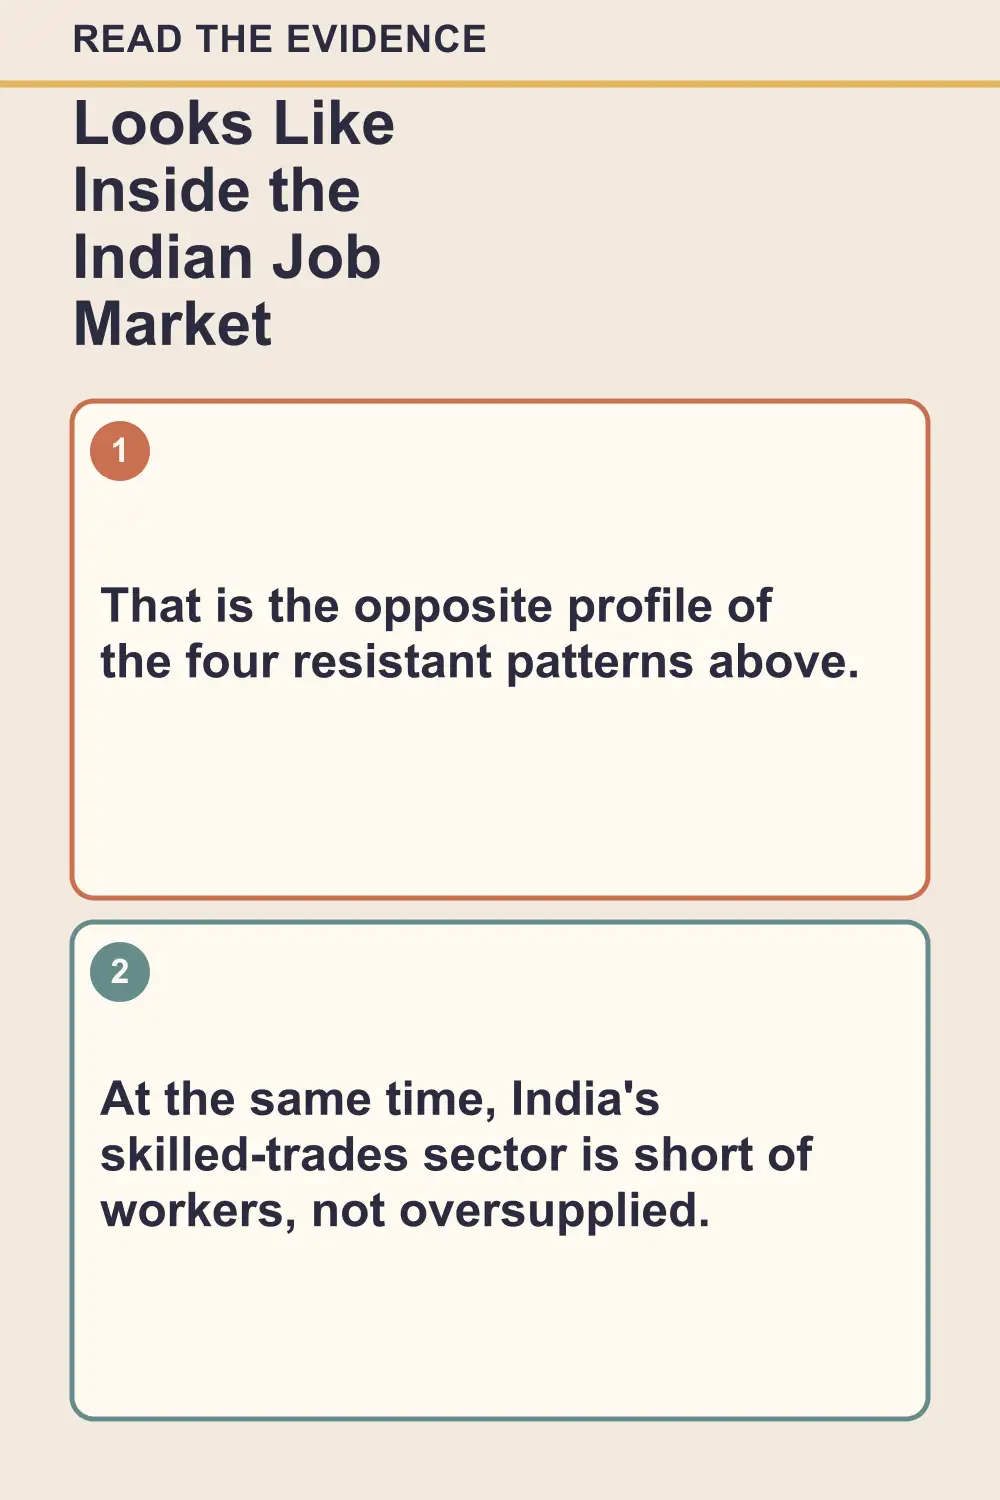 READ THE EVIDENCE
Looks Like
Inside the
Indian Job
Market
1
That is the opposite profile of
the four resistant patterns above.
2
At the same time, India's
skilled-trades sector is short of
workers, not oversupplied.